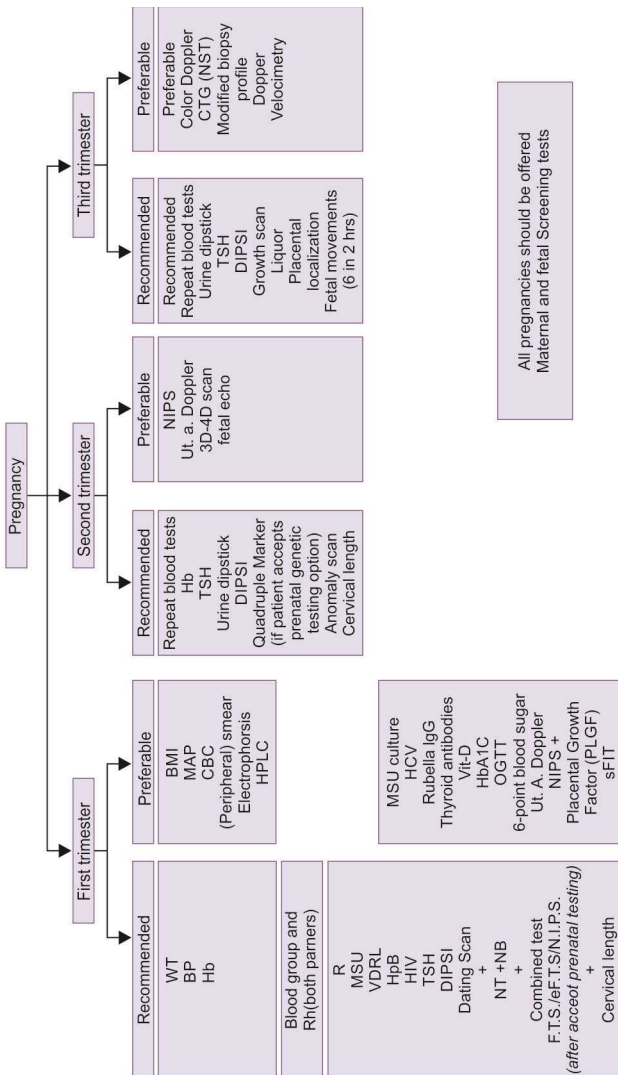 Pregnancy
First trimester
Recommended
WT
BP
Hb
Blood group and
Rh(both parners)
R
MSU
VDRL
HpB
HIV
TSH
DIPSI
Dating Scan
+
NT +NB
+
Combined test
F.T.S./eF.T.S/N.I.P.S.
(after acceot prenatal testing)
+
Cervical length
Preferable
BMI
MAP
CBC
(Peripheral) smear
Electrophorsis
HPLC
MSU culture
HCV
Rubella IgG
Thyroid antibodies
Vit-D
HbA1C
OGTT
6-point blood sugar
Ut. A. Doppler
NIPS +
Placental Growth
Factor (PLGF)
sFIT
Second trimester
Recommended
Repeat blood tests
Hb
TSH
Urine dipstick
DIPSI
Quadruple Marker
(if patient accepts
prenatal genetic
testing option)
Anomaly scan
Cervical length
Preferable
NIPS
Ut. a. Doppler
3D-4D scan
fetal echo
Third trimester
Recommended
Recommended
Repeat blood tests
Urine dipstick
TSH
DIPSI
Growth scan
Liquor
Placental
localization
Fetal movements
(6 in 2 hrs)
Preferable
Preferable
Color Doppler
CTG (NST)
Modified biopsy
profile
Dopper
Velocimetry
All pregnancies should be offered
Maternal and fetal Screening tests